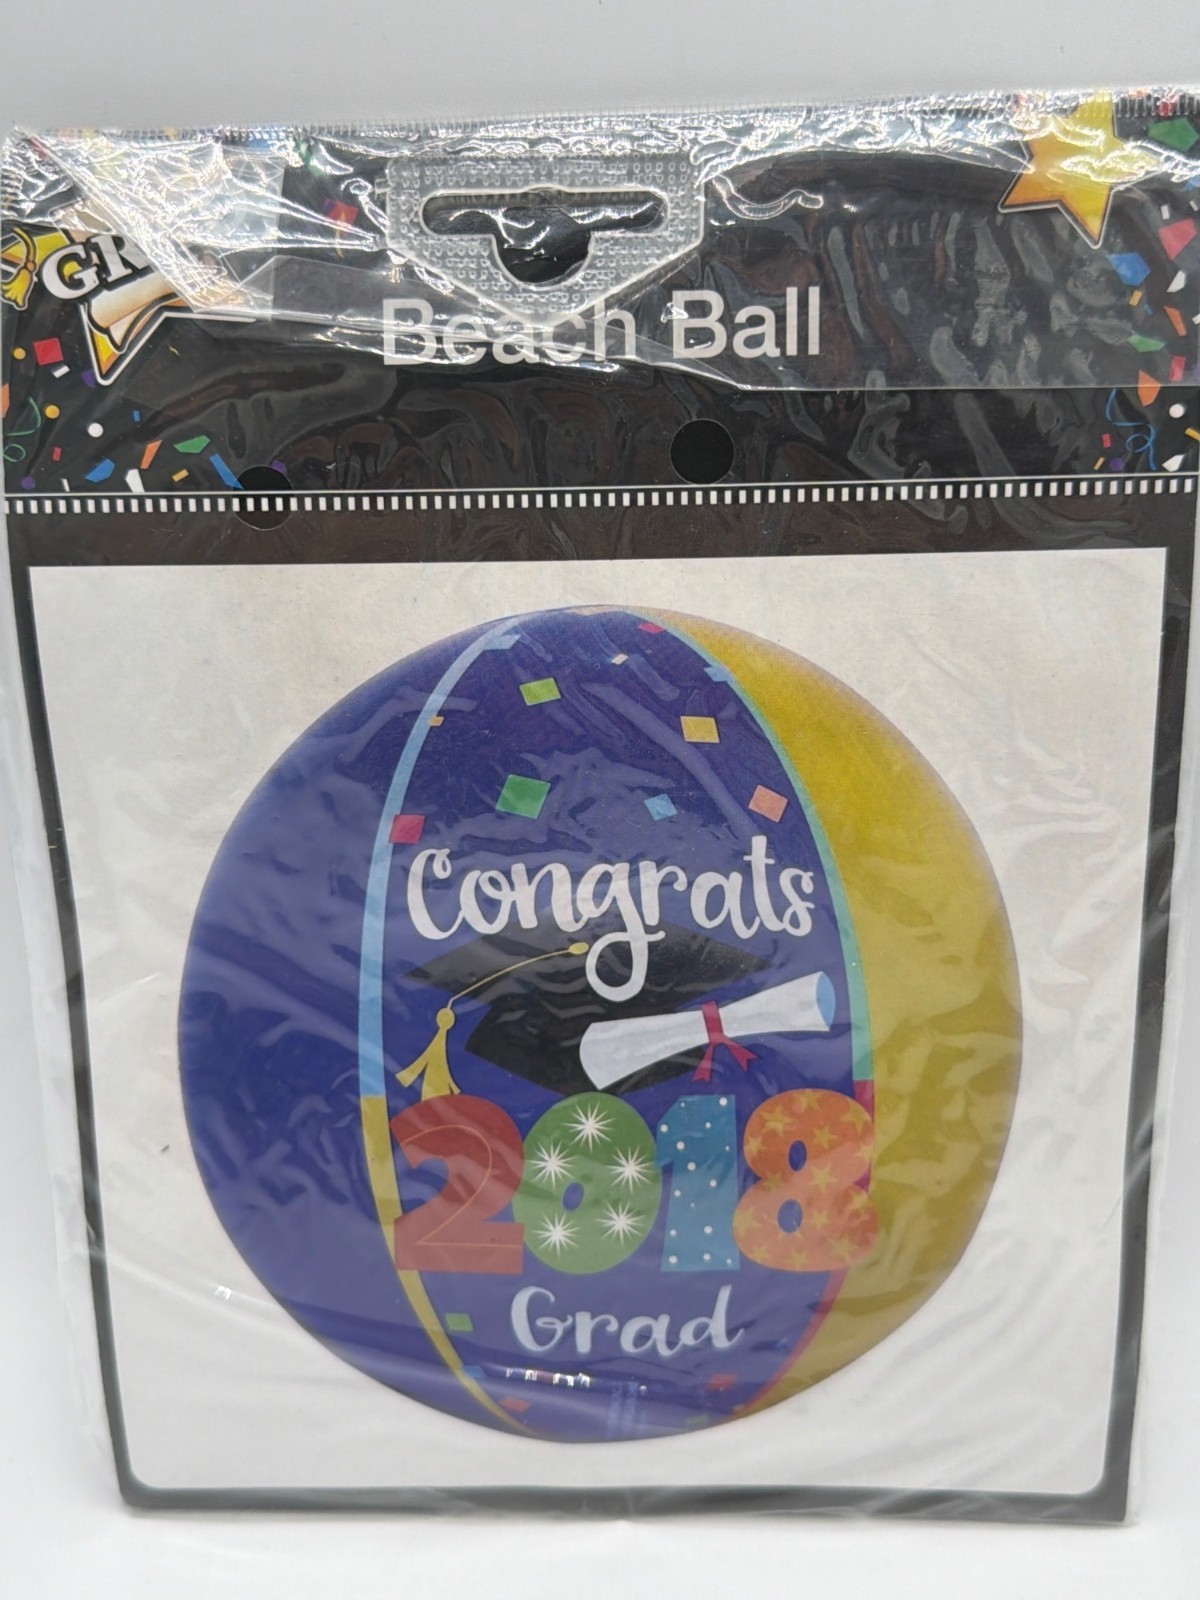 Beach Ball
Congrats
2018
Grad